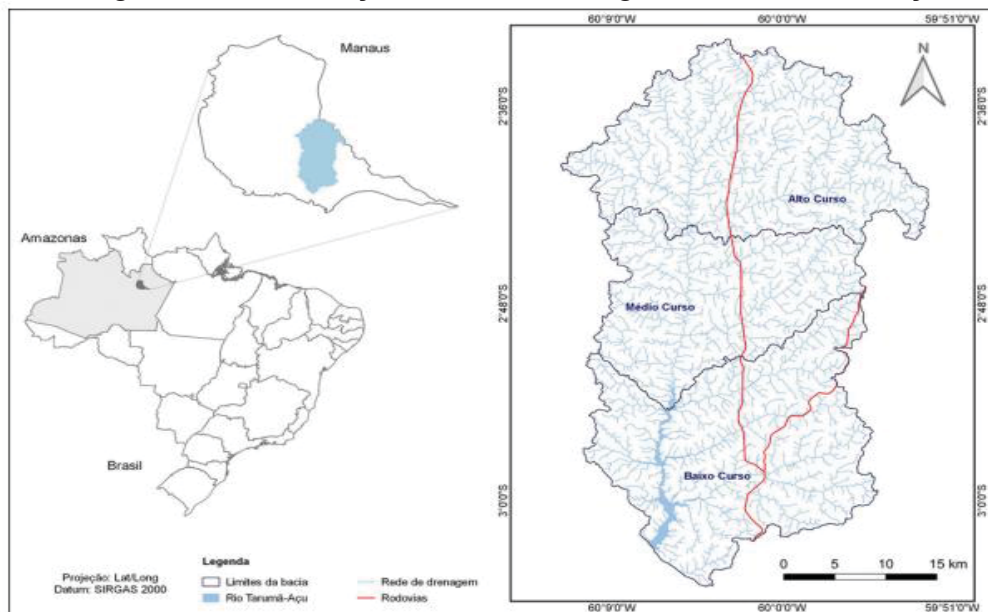 Manaus
Amazonas
Brasil
Projeção: Lat/Long
Datum: SIRGAS 2000
Legenda
Limites da bacia
Rio Tarumã-Açu
Rede de drenagem
Rodovias
60°9'0"W
60°0'0"W
59°51'0"W
2°36'0"S
2°36'0"S
2°48'0"S
2°48'0"S
3°0'0"S
3°0'0"S
N
Alto Curso
Médio Curso
Baixo Curso
0 5 10 15 km
60°9'0"W
60°0'0"W
59°51'0"W